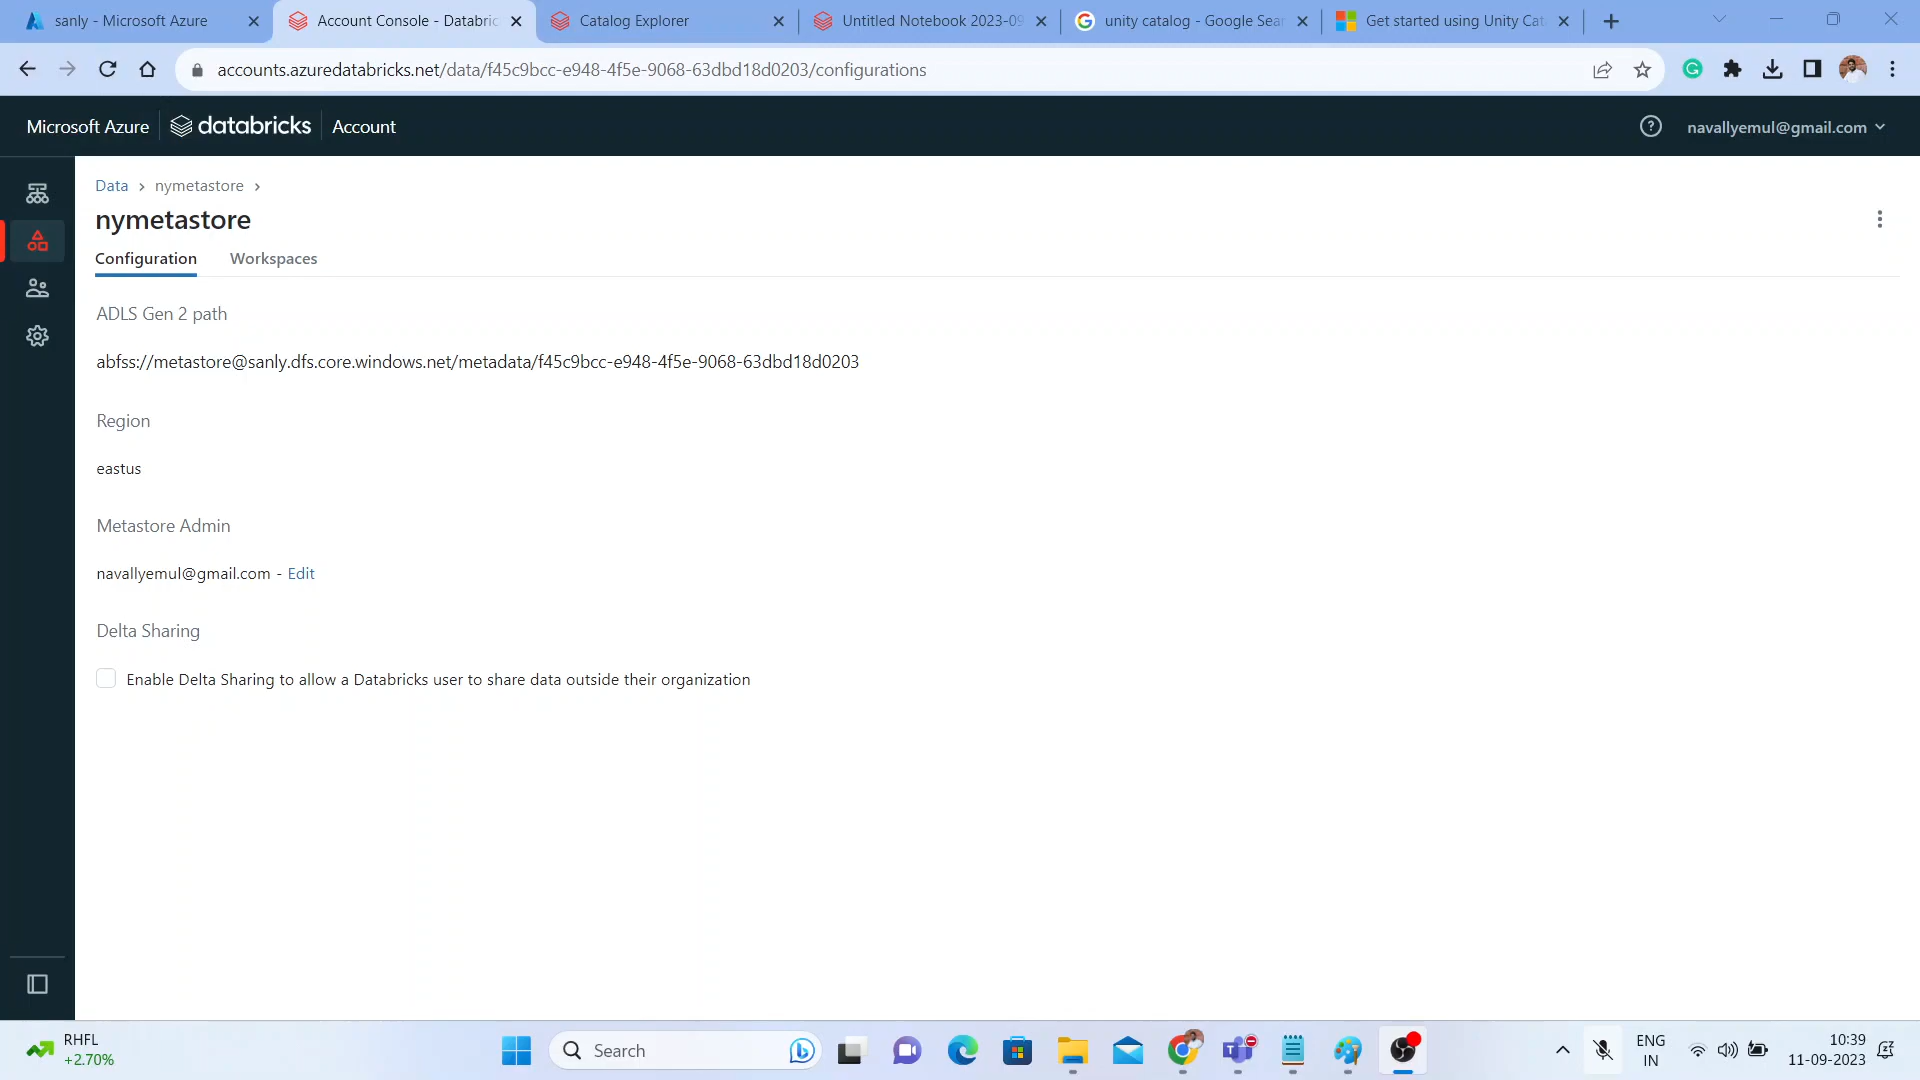 sanly - Microsoft Azure
Account Console - Databric
Catalog Explorer
Untitled Notebook 2023-09
unity catalog - Google Sear
Get started using Unity Cat
accounts.azuredatabricks.net/data/f45c9bcc-e948-4f5e-9068-63dbd18d0203/configurations
Microsoft Azure
databricks
Account
navallyemul@gmail.com
Data › nymetastore ›
nymetastore
Configuration
Workspaces
ADLS Gen 2 path
abfss://metastore@sanly.dfs.core.windows.net/metadata/f45c9bcc-e948-4f5e-9068-63dbd18d0203
Region
eastus
Metastore Admin
navallyemul@gmail.com - Edit
Delta Sharing
Enable Delta Sharing to allow a Databricks user to share data outside their organization
RHFL
+2.70%
Search
ENG
IN
10:39
11-09-2023